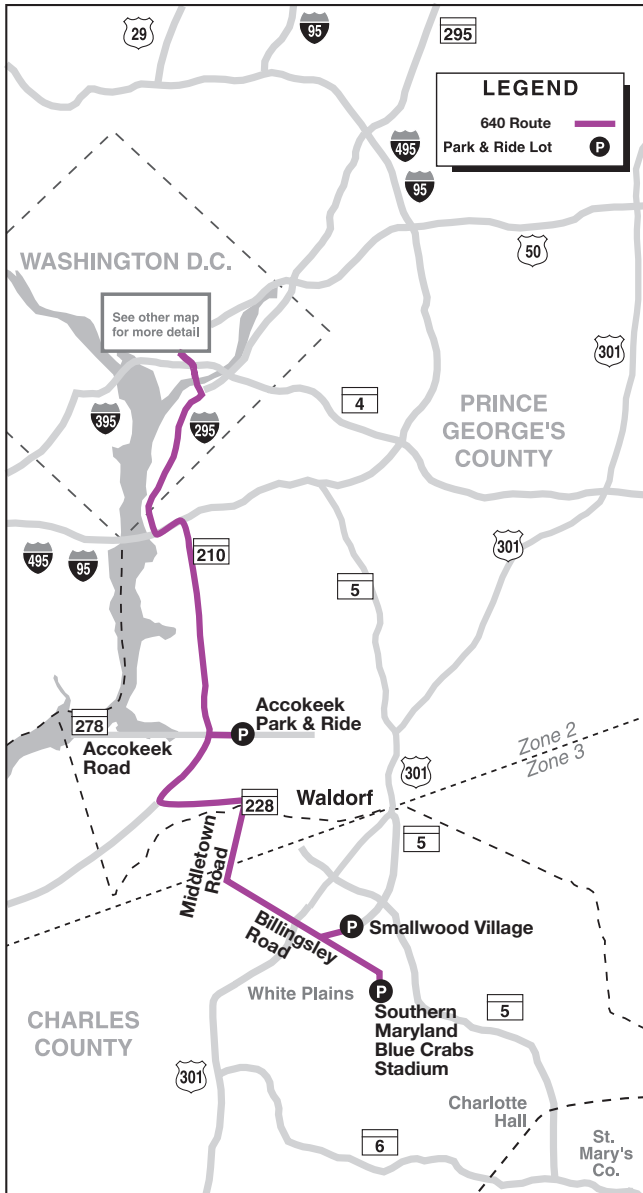 29
95
295
LEGEND
640 Route
Park & Ride Lot
P
495
95
WASHINGTON D.C.
50
See other map
for more detail
301
4
395
295
PRINCE
GEORGE'S
COUNTY
301
495
95
210
5
Accokeek
Park & Ride
P
278
Accokeek
Road
Zone 2
Zone 3
301
Waldorf
228
5
Middletown
Road
Billingsley
Road
P
Smallwood Village
White Plains
P
Southern
Maryland
Blue Crabs
Stadium
5
CHARLES
COUNTY
301
Charlotte
Hall
6
St.
Mary's
Co.